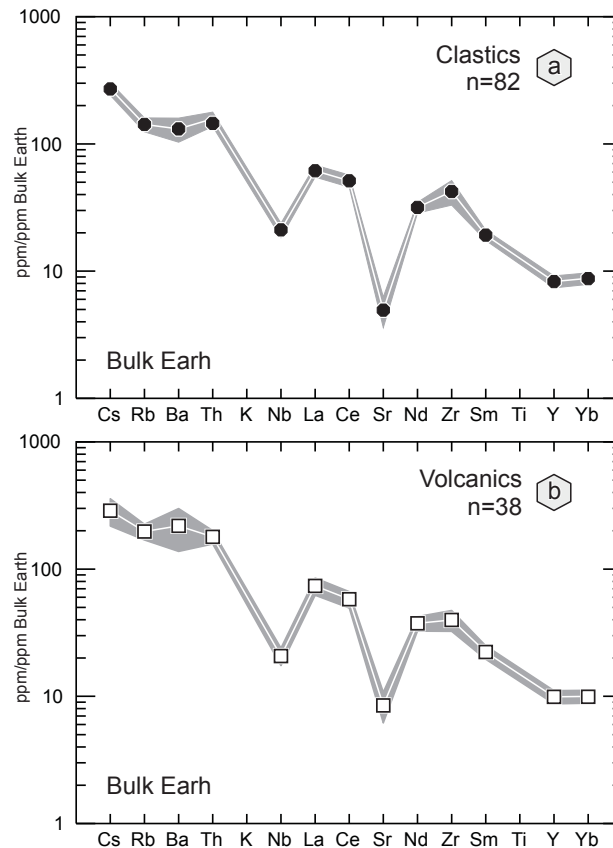 1000
100
10
1
ppm/ppm Bulk Earth
Clastics
n=82
a
Bulk Earh
Cs Rb Ba Th K Nb La Ce Sr Nd Zr Sm Ti Y Yb
1000
100
10
1
ppm/ppm Bulk Earth
Volcanics
n=38
b
Bulk Earh
Cs Rb Ba Th K Nb La Ce Sr Nd Zr Sm Ti Y Yb